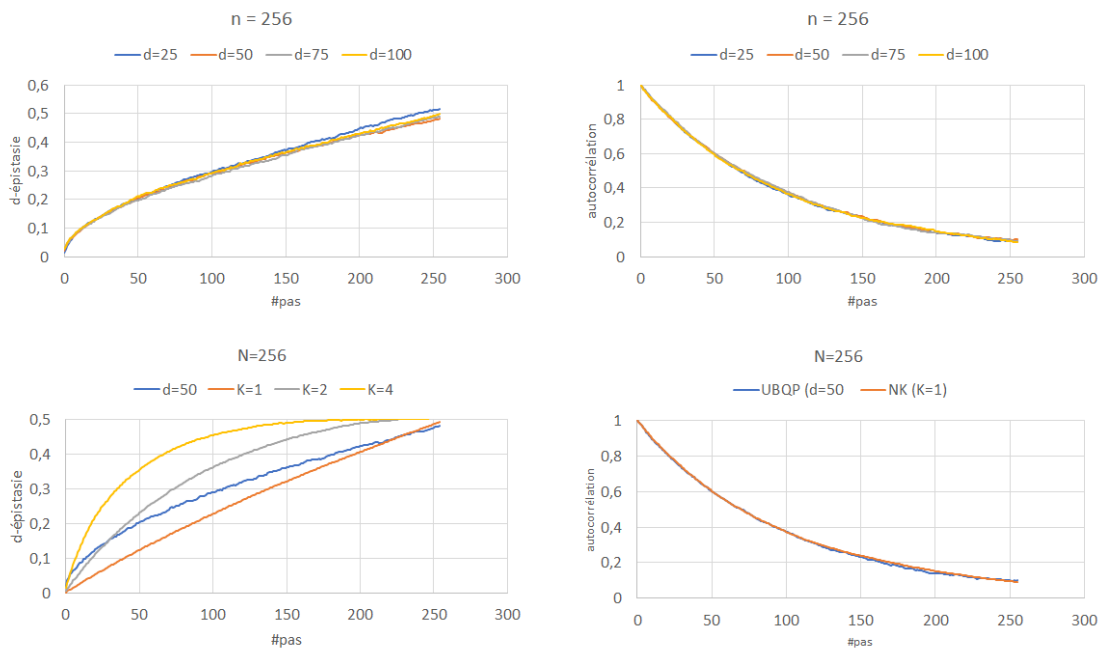 n = 256
d=25 d=50 d=75 d=100
0,6
0,5
0,4
0,3
0,2
0,1
0
d-épistasie
0 50 100 150 200 250 300
#pas
n = 256
d=25 d=50 d=75 d=100
1
0,8
0,6
0,4
0,2
0
autocorrélation
0 50 100 150 200 250 300
#pas
N=256
d=50 K=1 K=2 K=4
0,5
0,4
0,3
0,2
0,1
0
d-épistasie
0 50 100 150 200 250 300
#pas
N=256
UBQP (d=50 NK (K=1)
1
0,8
0,6
0,4
0,2
0
autocorrélation
0 50 100 150 200 250 300
#pas